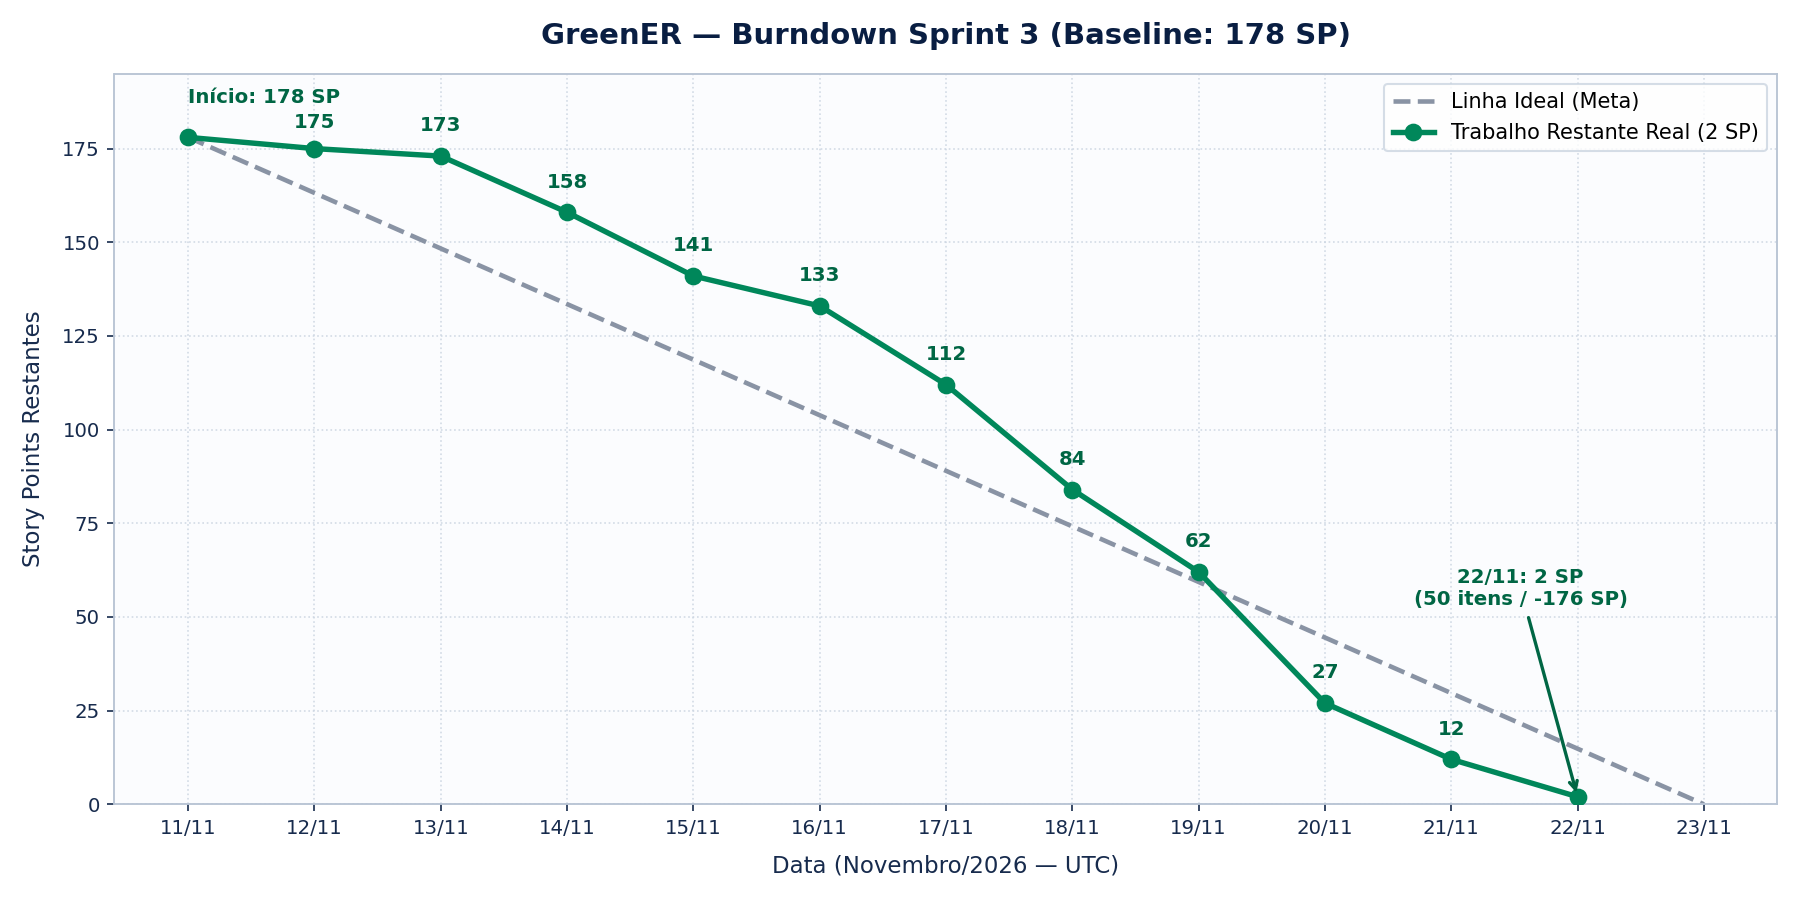 GreenER — Burndown Sprint 3 (Baseline: 178 SP)
Linha Ideal (Meta)
Trabalho Restante Real (2 SP)
Início: 178 SP
175
173
158
141
133
112
84
62
27
12
22/11: 2 SP
(50 itens / -176 SP)
Story Points Restantes
175
150
125
100
75
50
25
0
11/11 12/11 13/11 14/11 15/11 16/11 17/11 18/11 19/11 20/11 21/11 22/11 23/11
Data (Novembro/2026 — UTC)